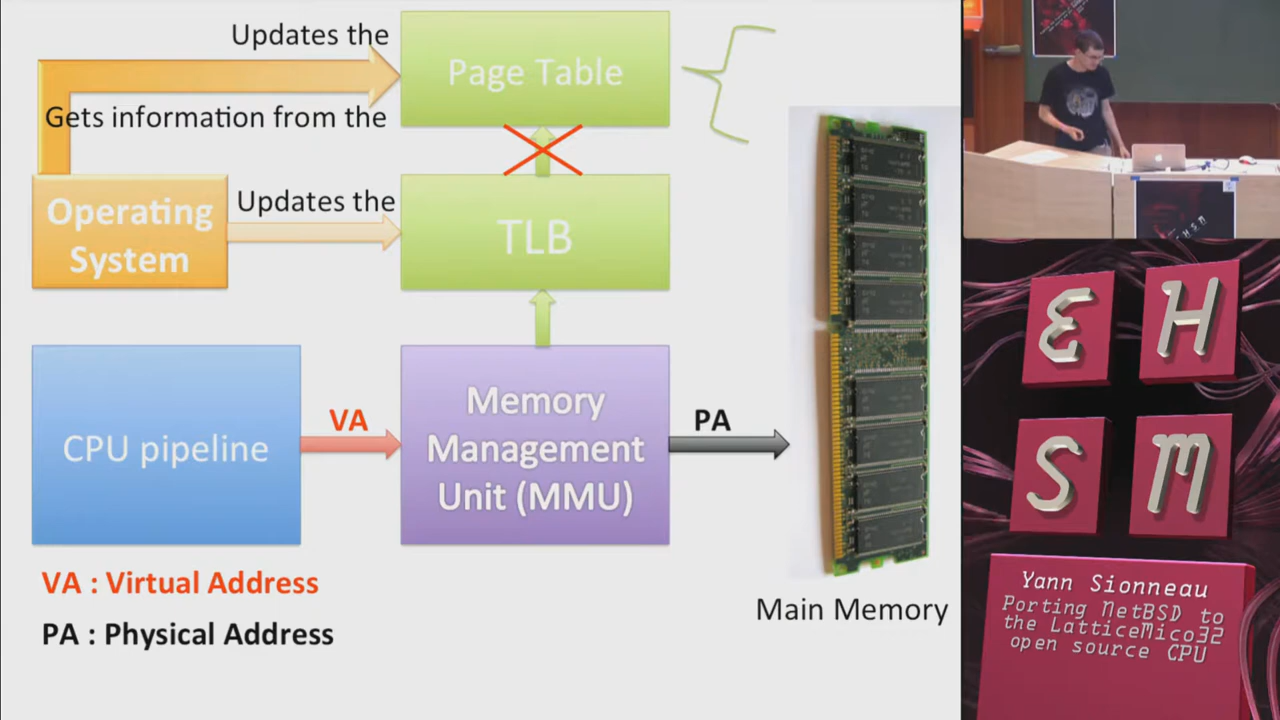 Updates the
Page Table
Gets information from the
Operating
System
Updates the
TLB
CPU pipeline
VA
Memory
Management
Unit (MMU)
PA
VA : Virtual Address
PA : Physical Address
Main Memory
E H
S M
Yann Sionneau
Porting NetBSD to
the LatticeMico32
open source CPU